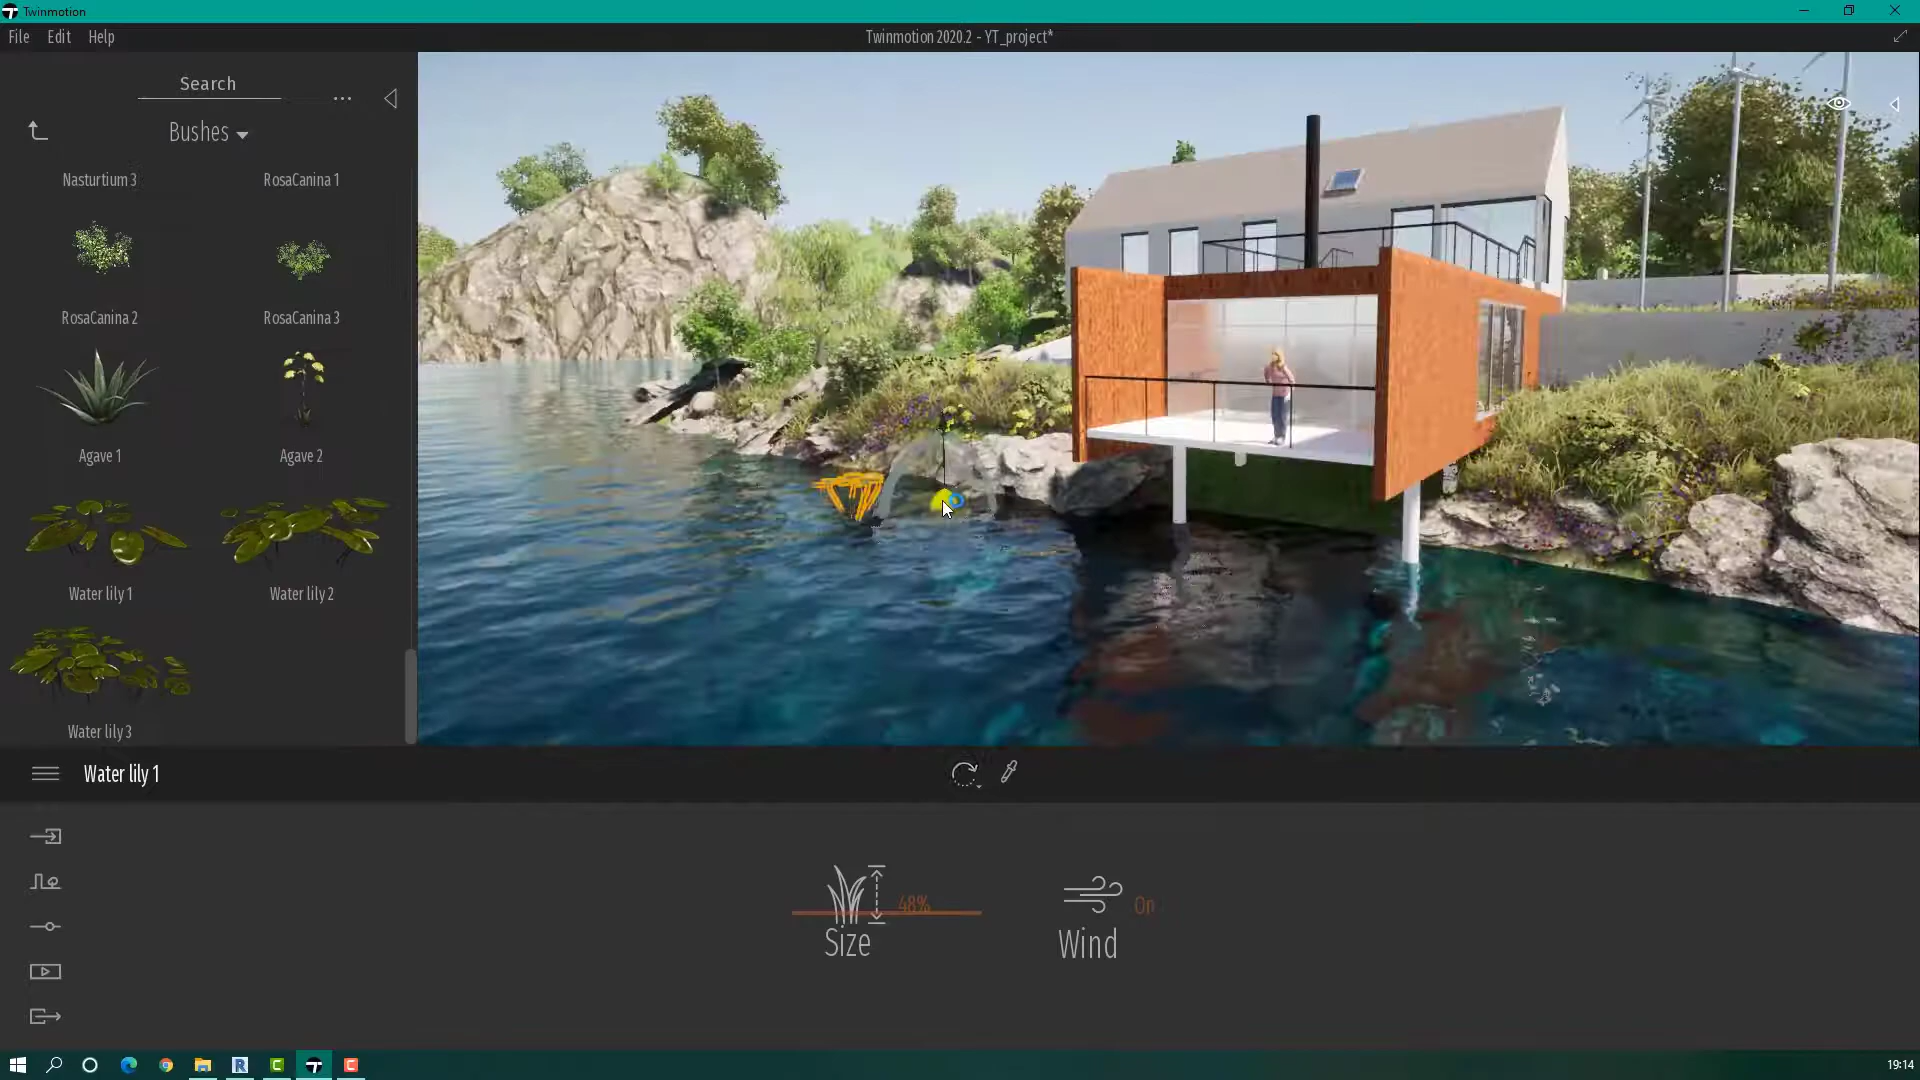 Twinmotion
File Edit Help
Twinmotion 2020.2 - YT_project*
Search
...
Bushes
Nasturtium 3
RosaCanina 1
RosaCanina 2
RosaCanina 3
Agave 1
Agave 2
Water lily 1
Water lily 2
Water lily 3
Water lily 1
48%
Size
On
Wind
19:14